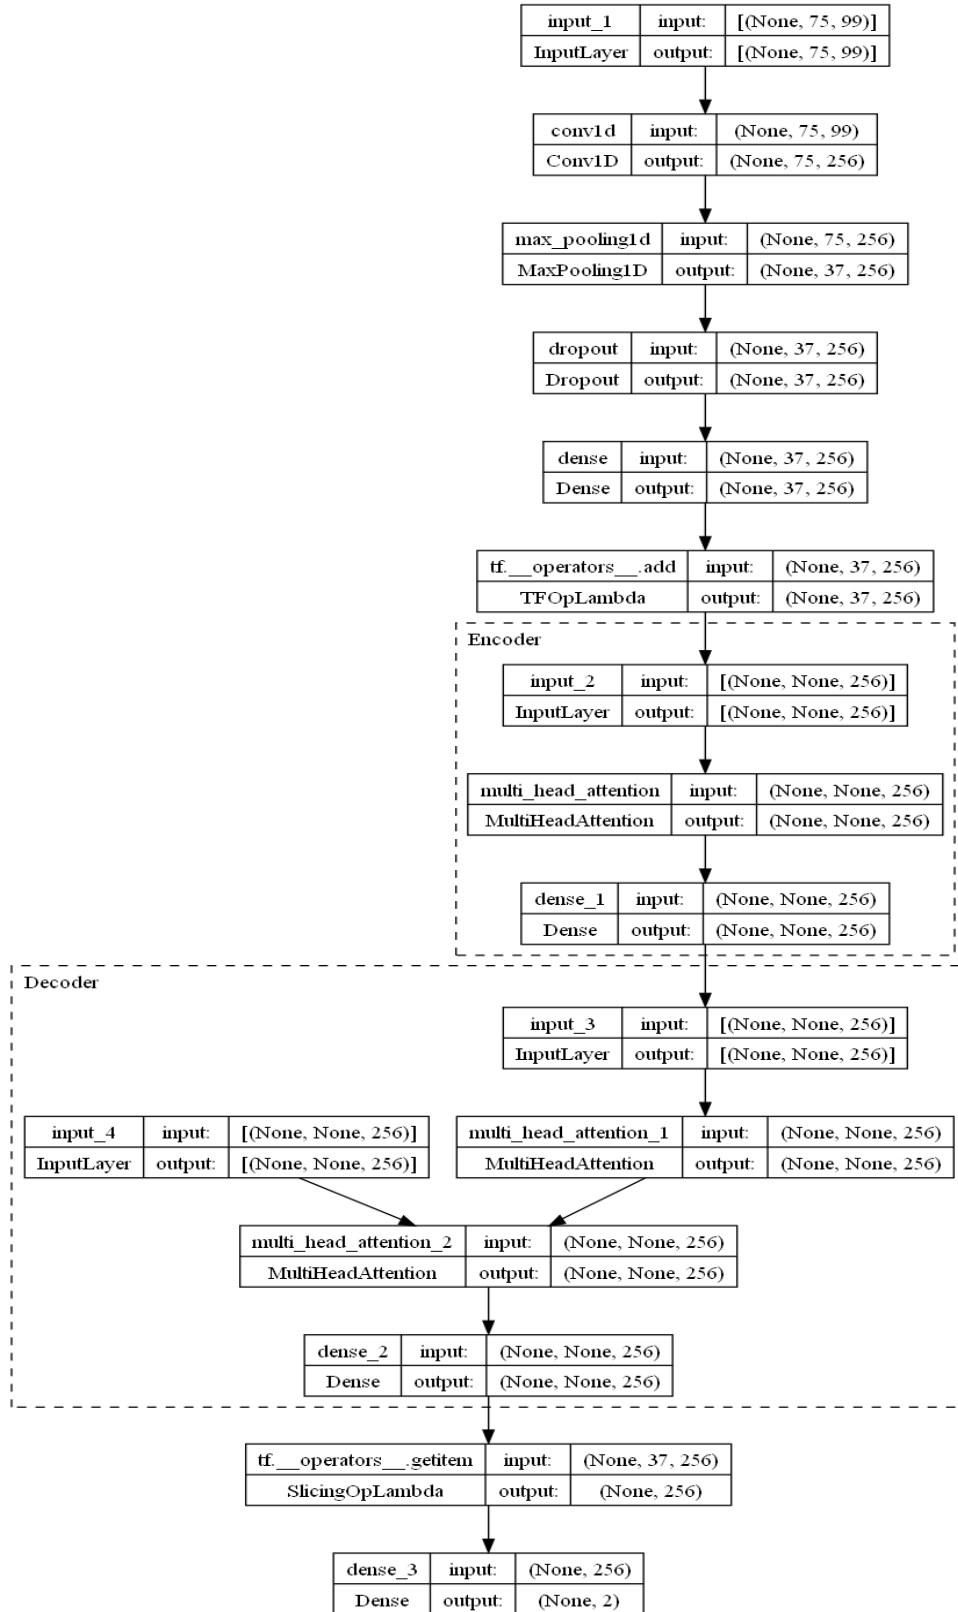 input_1 input: [(None, 75, 99)]
InputLayer output: [(None, 75, 99)]
conv1d input: (None, 75, 99)
Conv1D output: (None, 75, 256)
max_pooling1d input: (None, 75, 256)
MaxPooling1D output: (None, 37, 256)
dropout input: (None, 37, 256)
Dropout output: (None, 37, 256)
dense input: (None, 37, 256)
Dense output: (None, 37, 256)
tf.__operators__.add input: (None, 37, 256)
TFOpLambda output: (None, 37, 256)
Encoder
input_2 input: [(None, None, 256)]
InputLayer output: [(None, None, 256)]
multi_head_attention input: (None, None, 256)
MultiHeadAttention output: (None, None, 256)
dense_1 input: (None, None, 256)
Dense output: (None, None, 256)
Decoder
input_3 input: [(None, None, 256)]
InputLayer output: [(None, None, 256)]
input_4 input: [(None, None, 256)]
InputLayer output: [(None, None, 256)]
multi_head_attention_1 input: (None, None, 256)
MultiHeadAttention output: (None, None, 256)
multi_head_attention_2 input: (None, None, 256)
MultiHeadAttention output: (None, None, 256)
dense_2 input: (None, None, 256)
Dense output: (None, None, 256)
tf.__operators__.getitem input: (None, 37, 256)
SlicingOpLambda output: (None, 256)
dense_3 input: (None, 256)
Dense output: (None, 2)